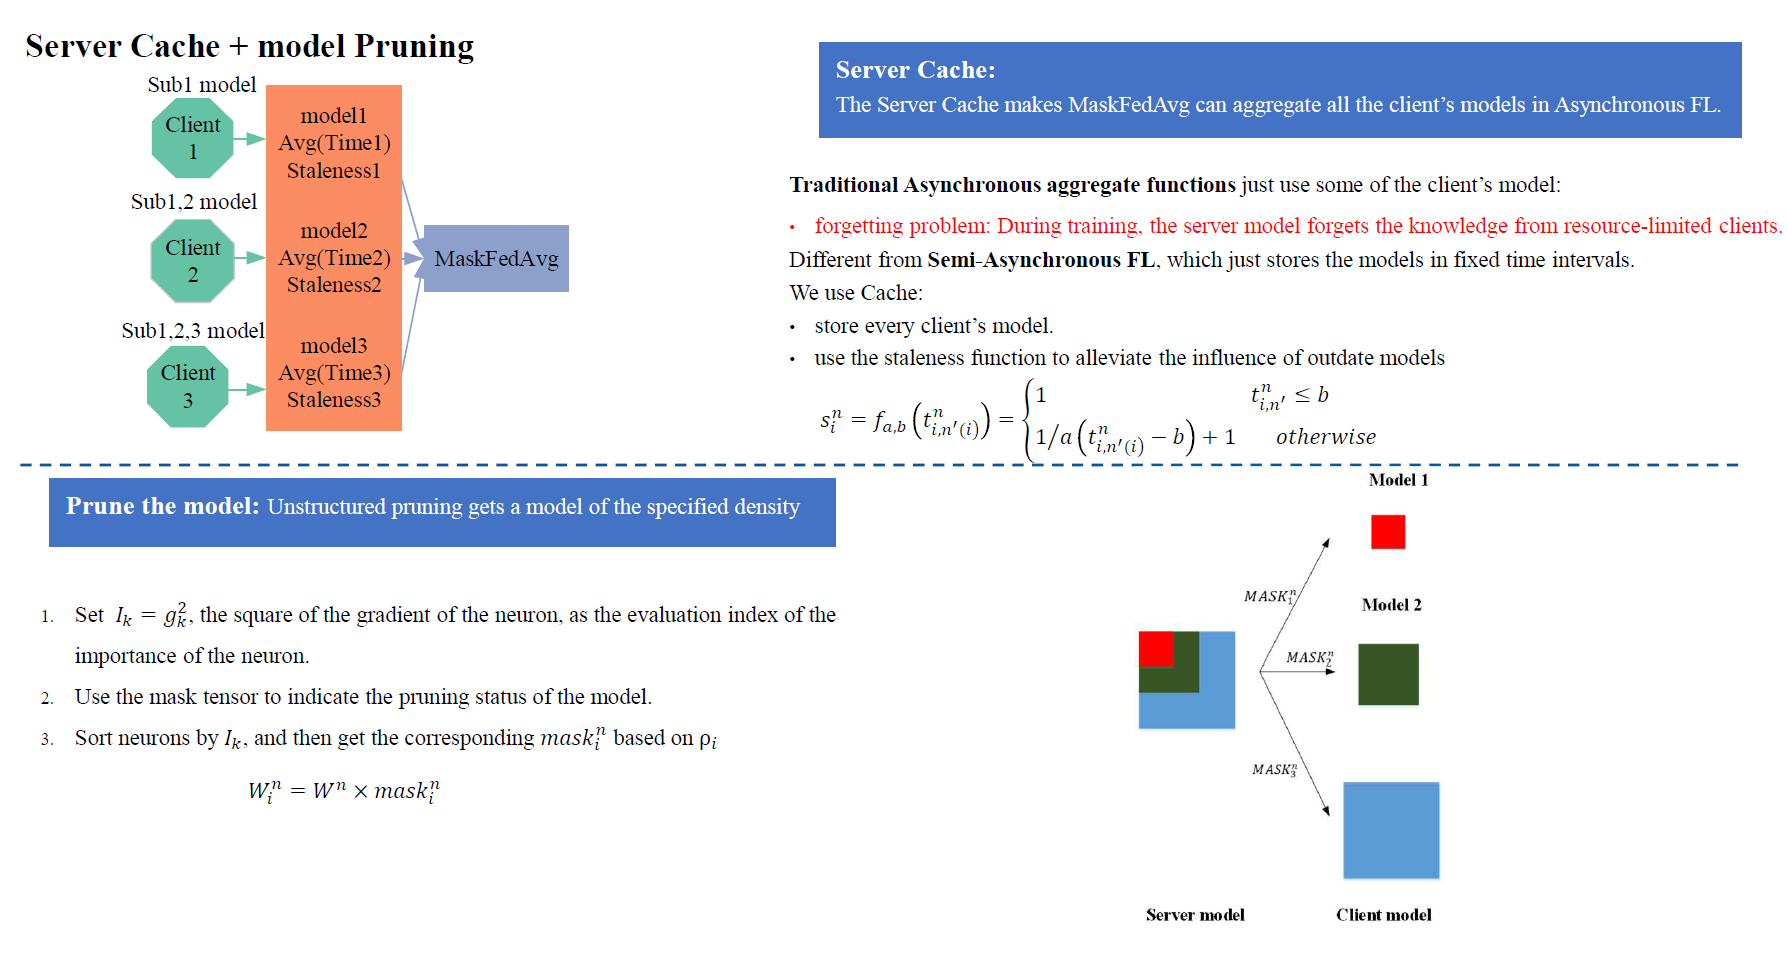 Server Cache + model Pruning
Sub1 model
Client
1
model1
Avg(Time1)
Staleness1
Sub1,2 model
Client
2
model2
Avg(Time2)
Staleness2
MaskFedAvg
Sub1,2,3 model
Client
3
model3
Avg(Time3)
Staleness3
Server Cache:
The Server Cache makes MaskFedAvg can aggregate all the client’s models in Asynchronous FL.
Traditional Asynchronous aggregate functions just use some of the client’s model:
• forgetting problem: During training, the server model forgets the knowledge from resource-limited clients.
Different from Semi-Asynchronous FL, which just stores the models in fixed time intervals.
We use Cache:
• store every client’s model.
• use the staleness function to alleviate the influence of outdate models
$s_i^n = f_{a,b}\left(t_{i,n'(i)}^n\right) = \begin{cases} 1 & t_{i,n'}^n \leq b \\ 1/a\left(t_{i,n'(i)}^n - b\right) + 1 & otherwise \end{cases}$
Prune the model: Unstructured pruning gets a model of the specified density
1. Set $I_k = g_k^2$, the square of the gradient of the neuron, as the evaluation index of the
importance of the neuron.
2. Use the mask tensor to indicate the pruning status of the model.
3. Sort neurons by $I_k$, and then get the corresponding $mask_i^n$ based on $ρ_i$
$W_i^n = W^n × mask_i^n$
Model 1
$MASK_1^n$
Model 2
$MASK_2^n$
$MASK_3^n$
Server model
Client model